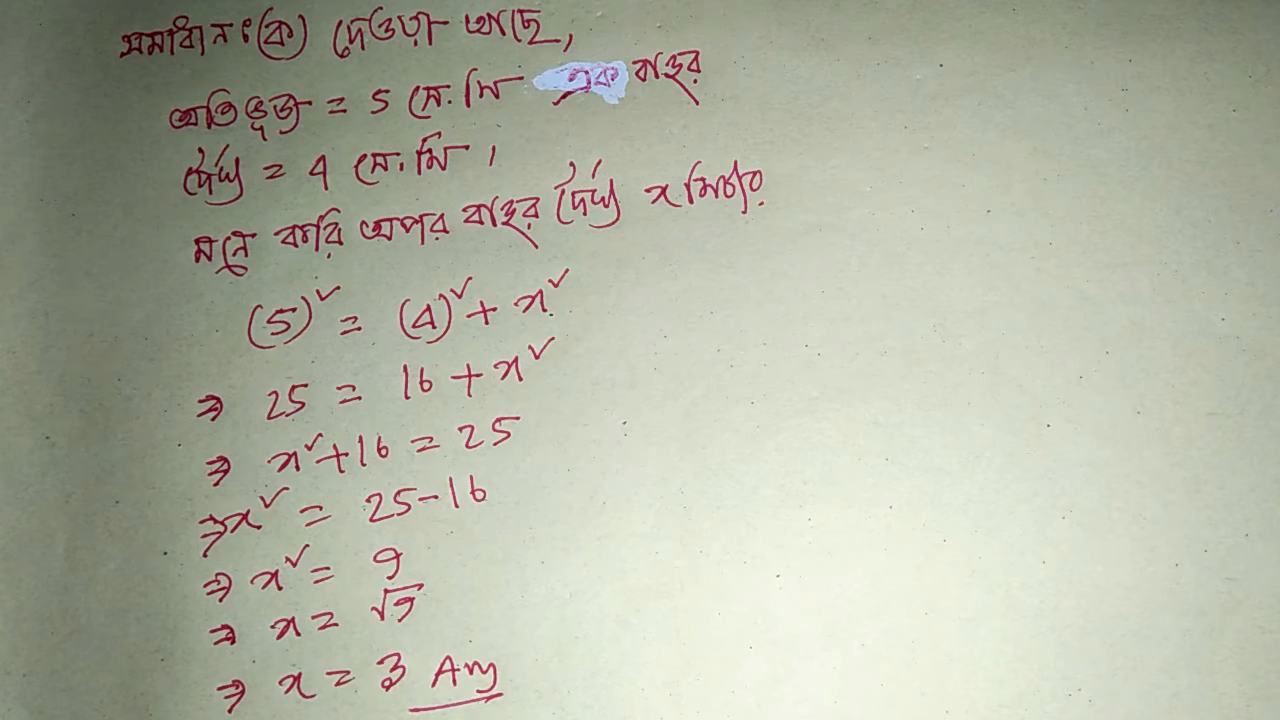 সমাধানঃ(ক) দেওয়া আছে,
অতিভূজ = 5 সে.মি এক বাহুর
দৈর্ঘ্য = 4 সে.মি ।
মনে করি অপর বাহুর দৈর্ঘ্য x মিটার
(5)² = (4)² + x²
⇒ 25 = 16 + x²
⇒ x² + 16 = 25
⇒ x² = 25 - 16
⇒ x² = 9
⇒ x = √9
⇒ x = 3 Ans